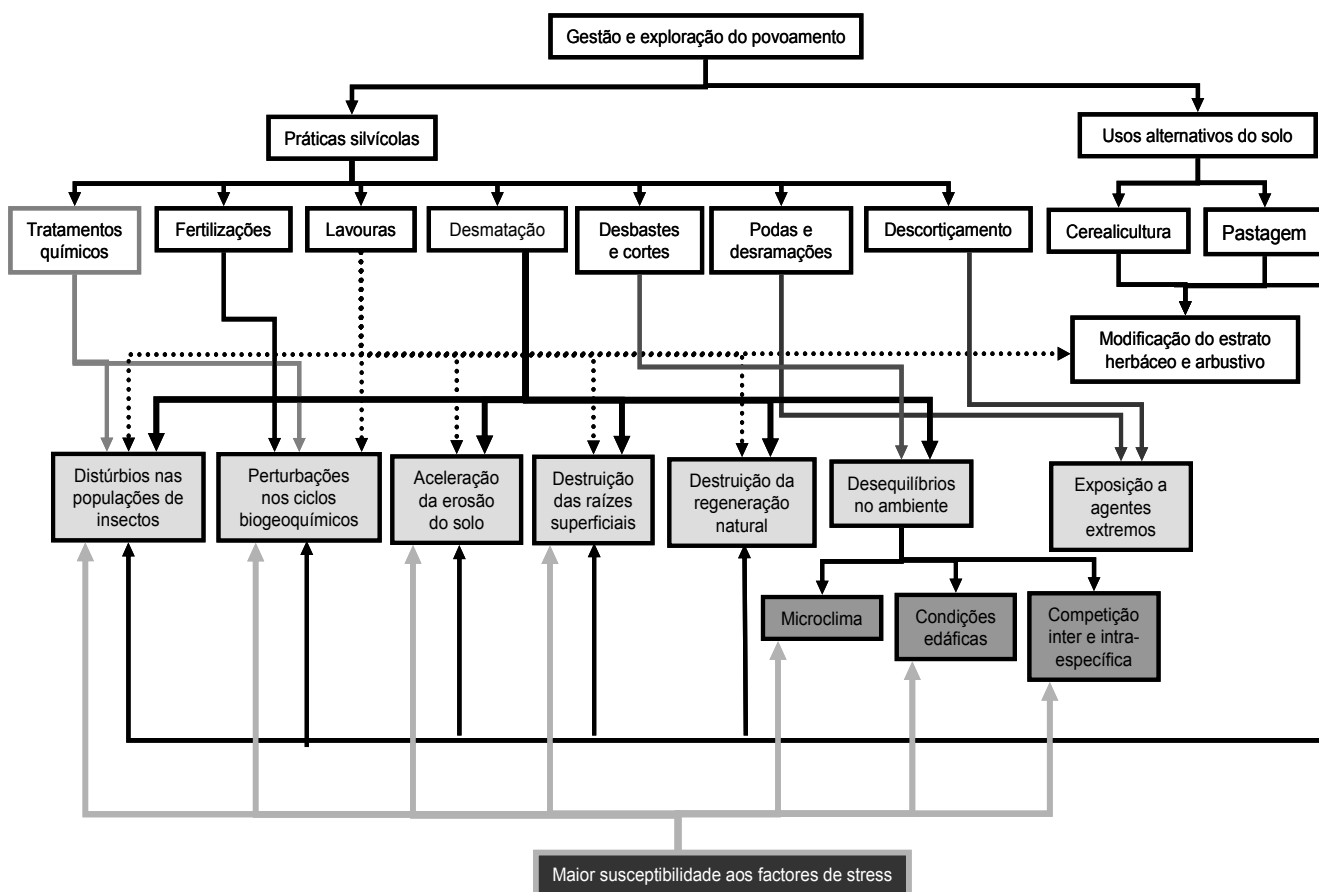 Gestão e exploração do povoamento
Práticas silvícolas
Usos alternativos do solo
Tratamentos
químicos
Fertilizações
Lavouras
Desmatação
Desbastes
e cortes
Podas e
desramações
Descortiçamento
Cerealicultura
Pastagem
Modificação do estrato
herbáceo e arbustivo
Distúrbios nas
populações de
insectos
Perturbações
nos ciclos
biogeoquímicos
Aceleração
da erosão
do solo
Destruição
das raízes
superficiais
Destruição da
regeneração
natural
Desequilíbrios
no ambiente
Exposição a
agentes
extremos
Microclima
Condições
edáficas
Competição
inter e intra-
específica
Maior susceptibilidade aos factores de stress